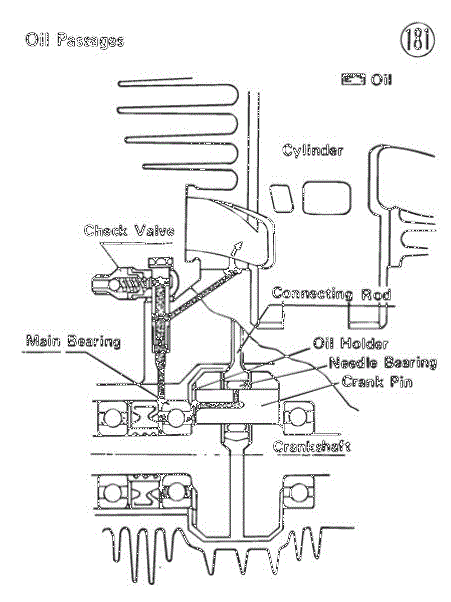 Oil Passages
181
Oil
Cylinder
Check Valve
Connecting Rod
Main Bearing
Oil Holder
Needle Bearing
Crank Pin
Crankshaft